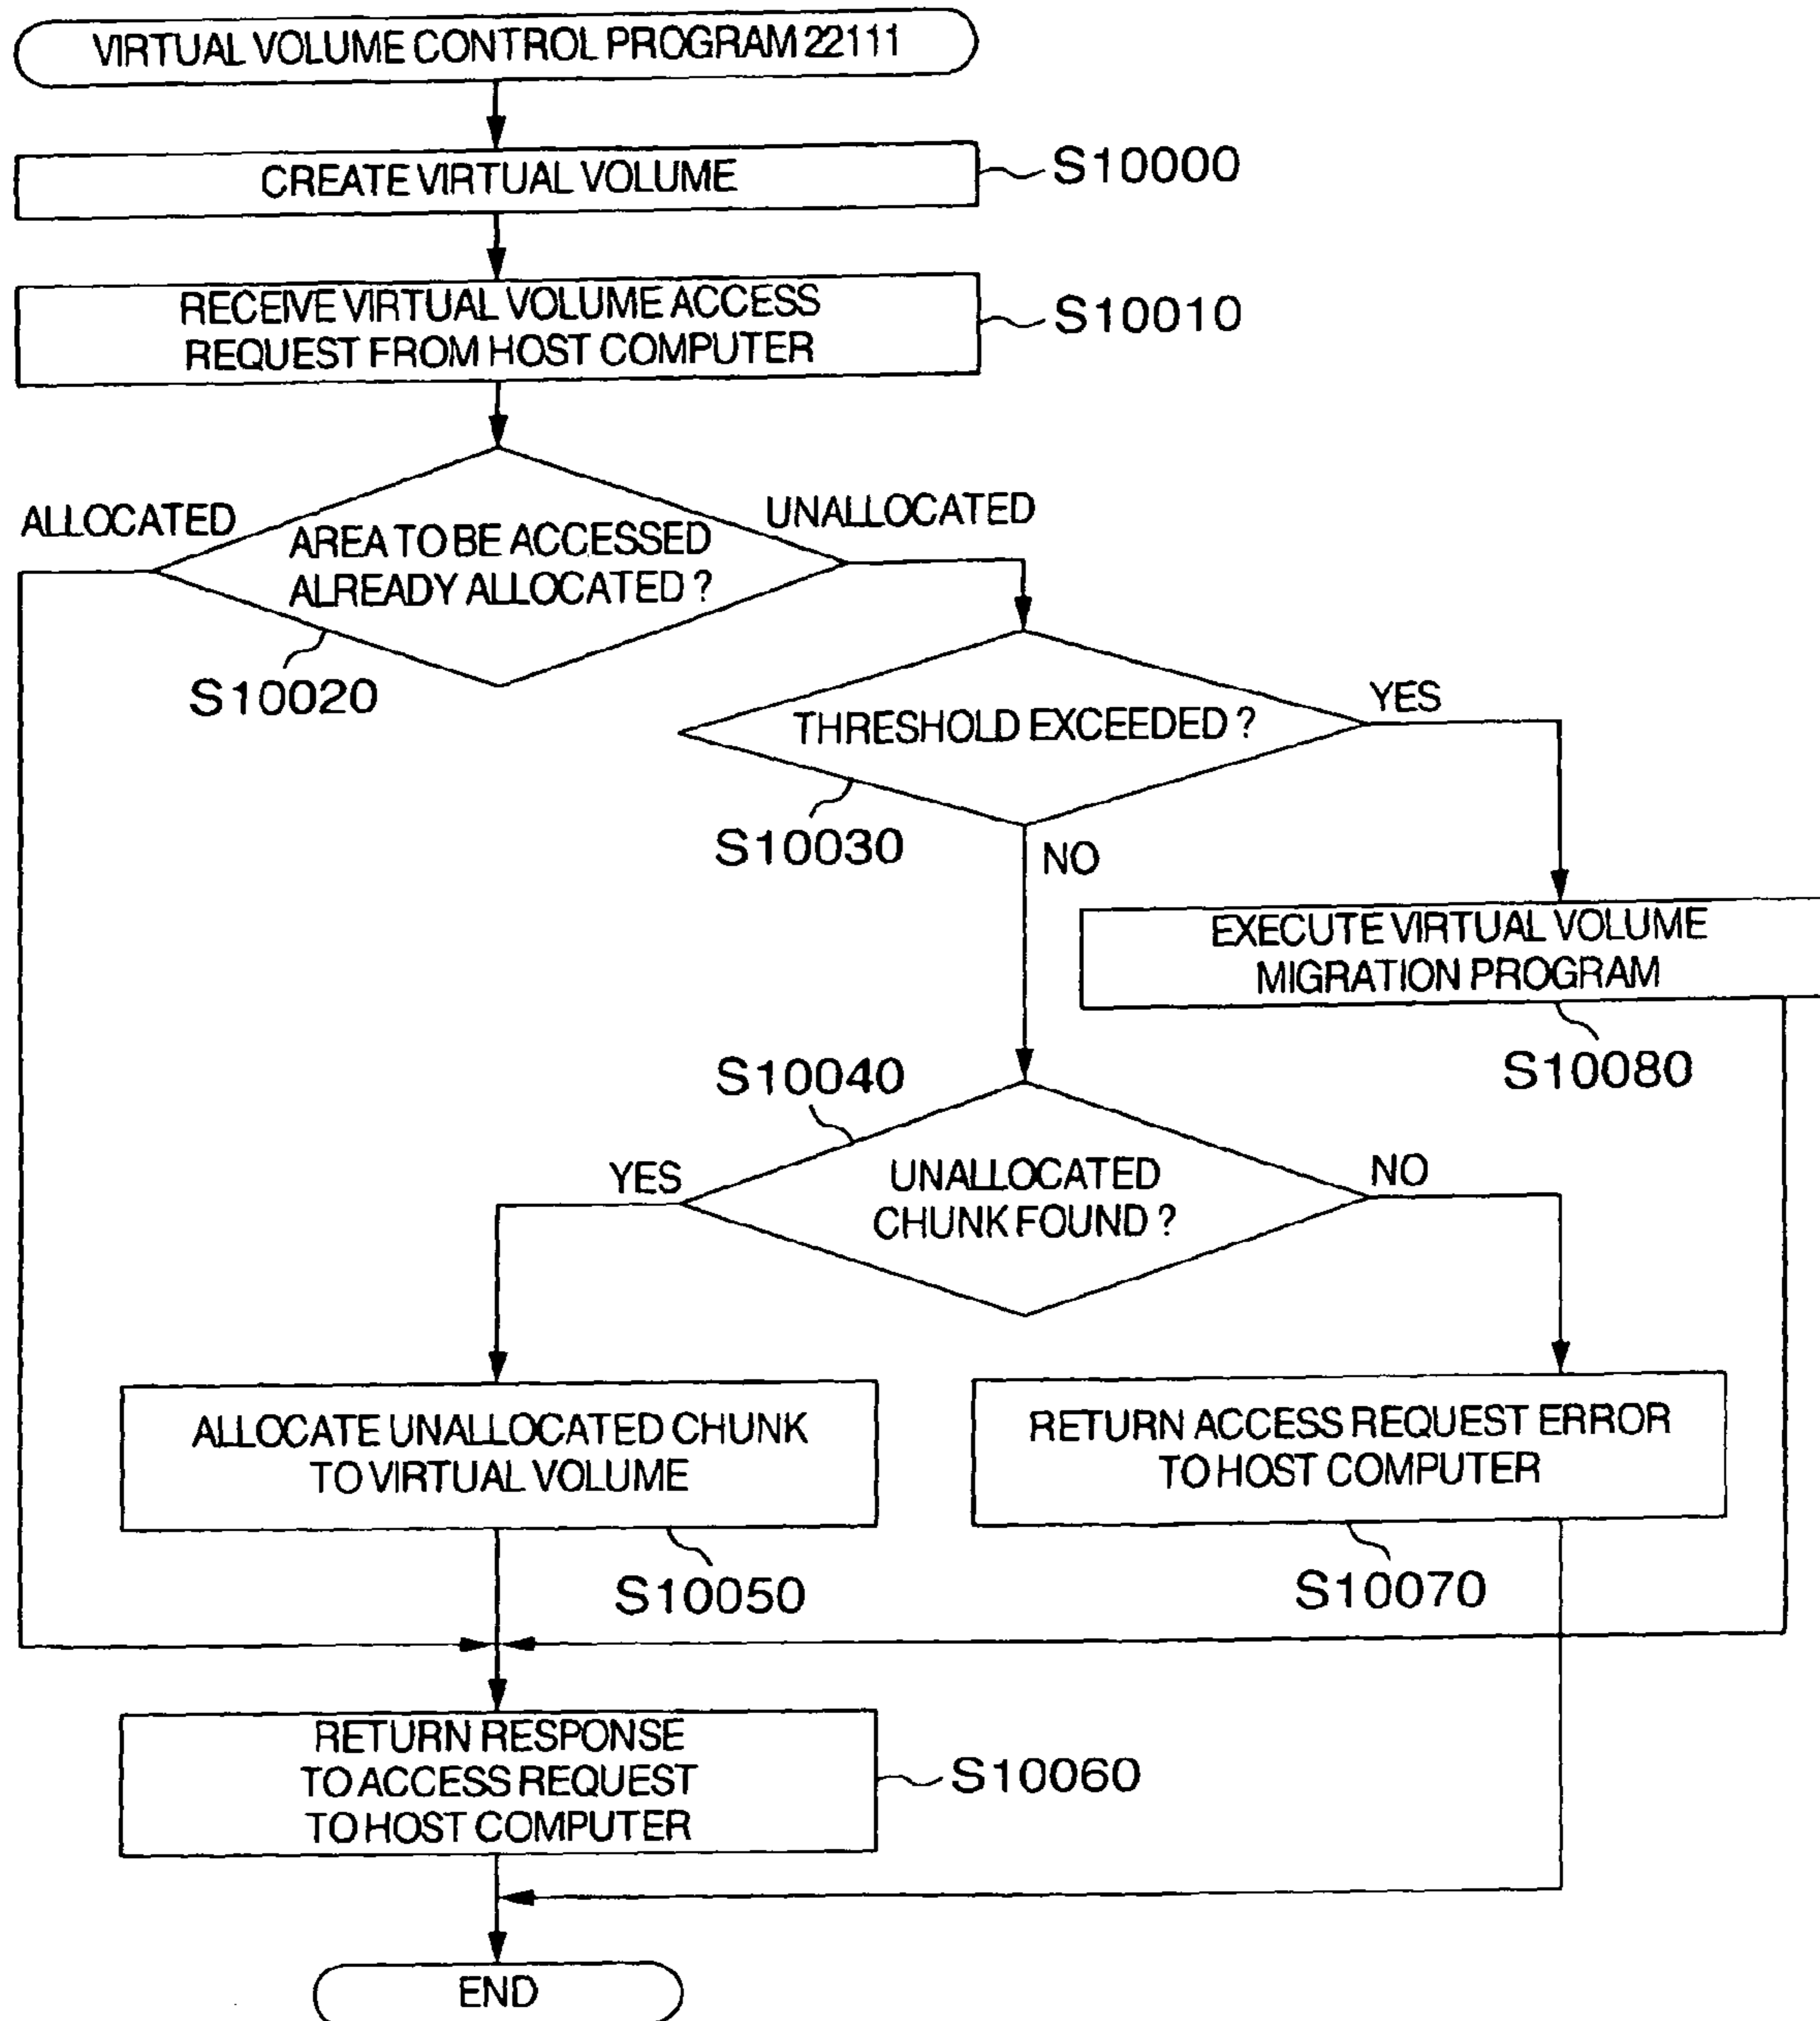 VIRTUAL VOLUME CONTROL PROGRAM 22111
CREATE VIRTUAL VOLUME
S10000
RECEIVE VIRTUAL VOLUME ACCESS
REQUEST FROM HOST COMPUTER
S10010
ALLOCATED
UNALLOCATED
AREA TO BE ACCESSED
ALREADY ALLOCATED ?
S10020
THRESHOLD EXCEEDED ?
YES
S10030
NO
EXECUTE VIRTUAL VOLUME
MIGRATION PROGRAM
S10080
S10040
YES
UNALLOCATED
CHUNK FOUND ?
NO
ALLOCATE UNALLOCATED CHUNK
TO VIRTUAL VOLUME
S10050
RETURN ACCESS REQUEST ERROR
TO HOST COMPUTER
S10070
RETURN RESPONSE
TO ACCESS REQUEST
TO HOST COMPUTER
S10060
END